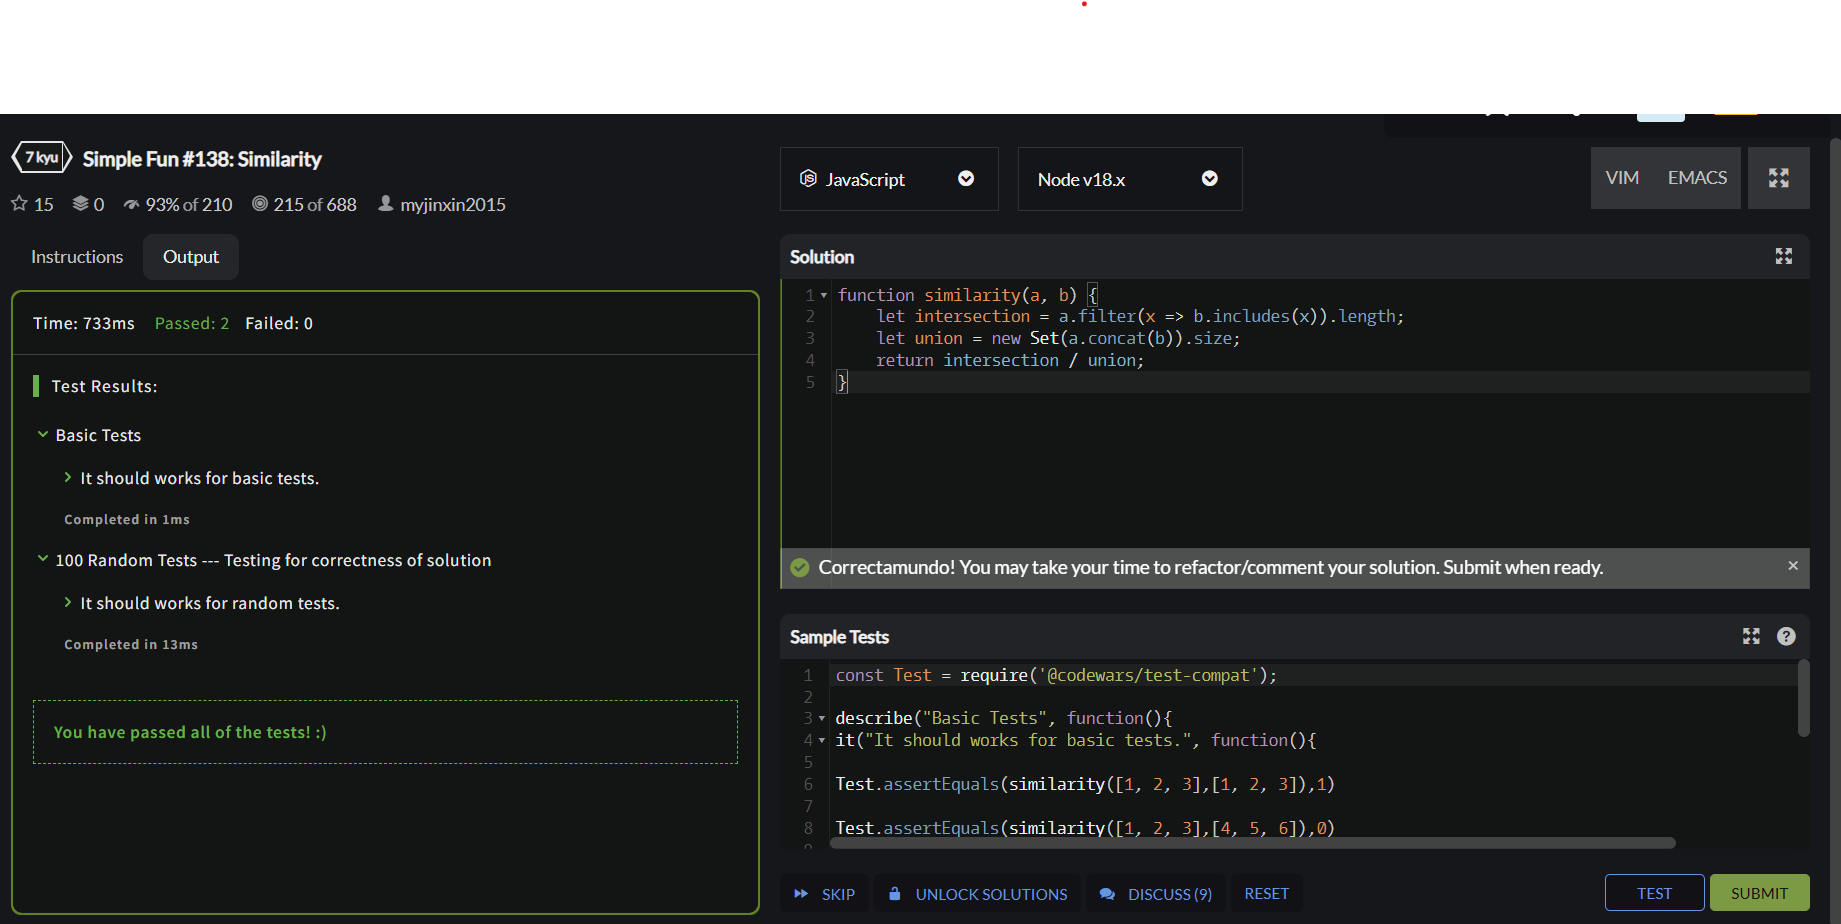 7 kyu Simple Fun #138: Similarity
15 0 93% of 210 215 of 688 myjinxin2015
Instructions Output
Time: 733ms Passed: 2 Failed: 0
Test Results:
Basic Tests
It should works for basic tests.
Completed in 1ms
100 Random Tests --- Testing for correctness of solution
It should works for random tests.
Completed in 13ms
You have passed all of the tests! :)
JS JavaScript Node v18.x VIM EMACS
Solution
1 function similarity(a, b) {
2 let intersection = a.filter(x => b.includes(x)).length;
3 let union = new Set(a.concat(b)).size;
4 return intersection / union;
5 }
Correctamundo! You may take your time to refactor/comment your solution. Submit when ready. ×
Sample Tests ?
1 const Test = require('@codewars/test-compat');
2
3 describe("Basic Tests", function(){
4 it("It should works for basic tests.", function(){
5
6 Test.assertEquals(similarity([1, 2, 3],[1, 2, 3]),1)
7
8 Test.assertEquals(similarity([1, 2, 3],[4, 5, 6]),0)
SKIP UNLOCK SOLUTIONS DISCUSS (9) RESET TEST SUBMIT